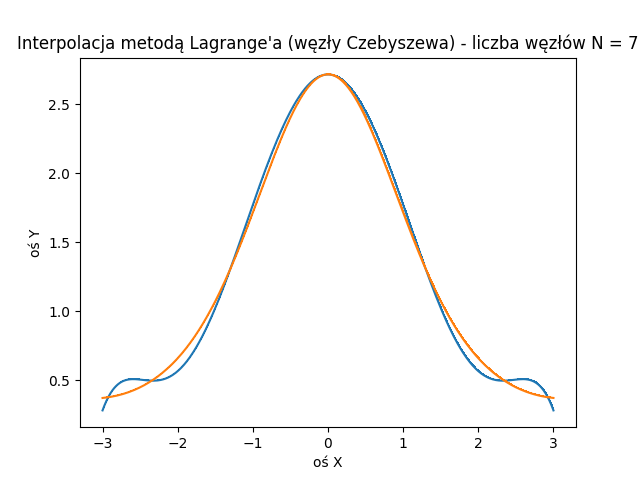 Interpolacja metodą Lagrange'a (węzły Czebyszewa) - liczba węzłów N = 7
oś Y
2.5
2.0
1.5
1.0
0.5
−3 −2 −1 0 1 2 3
oś X